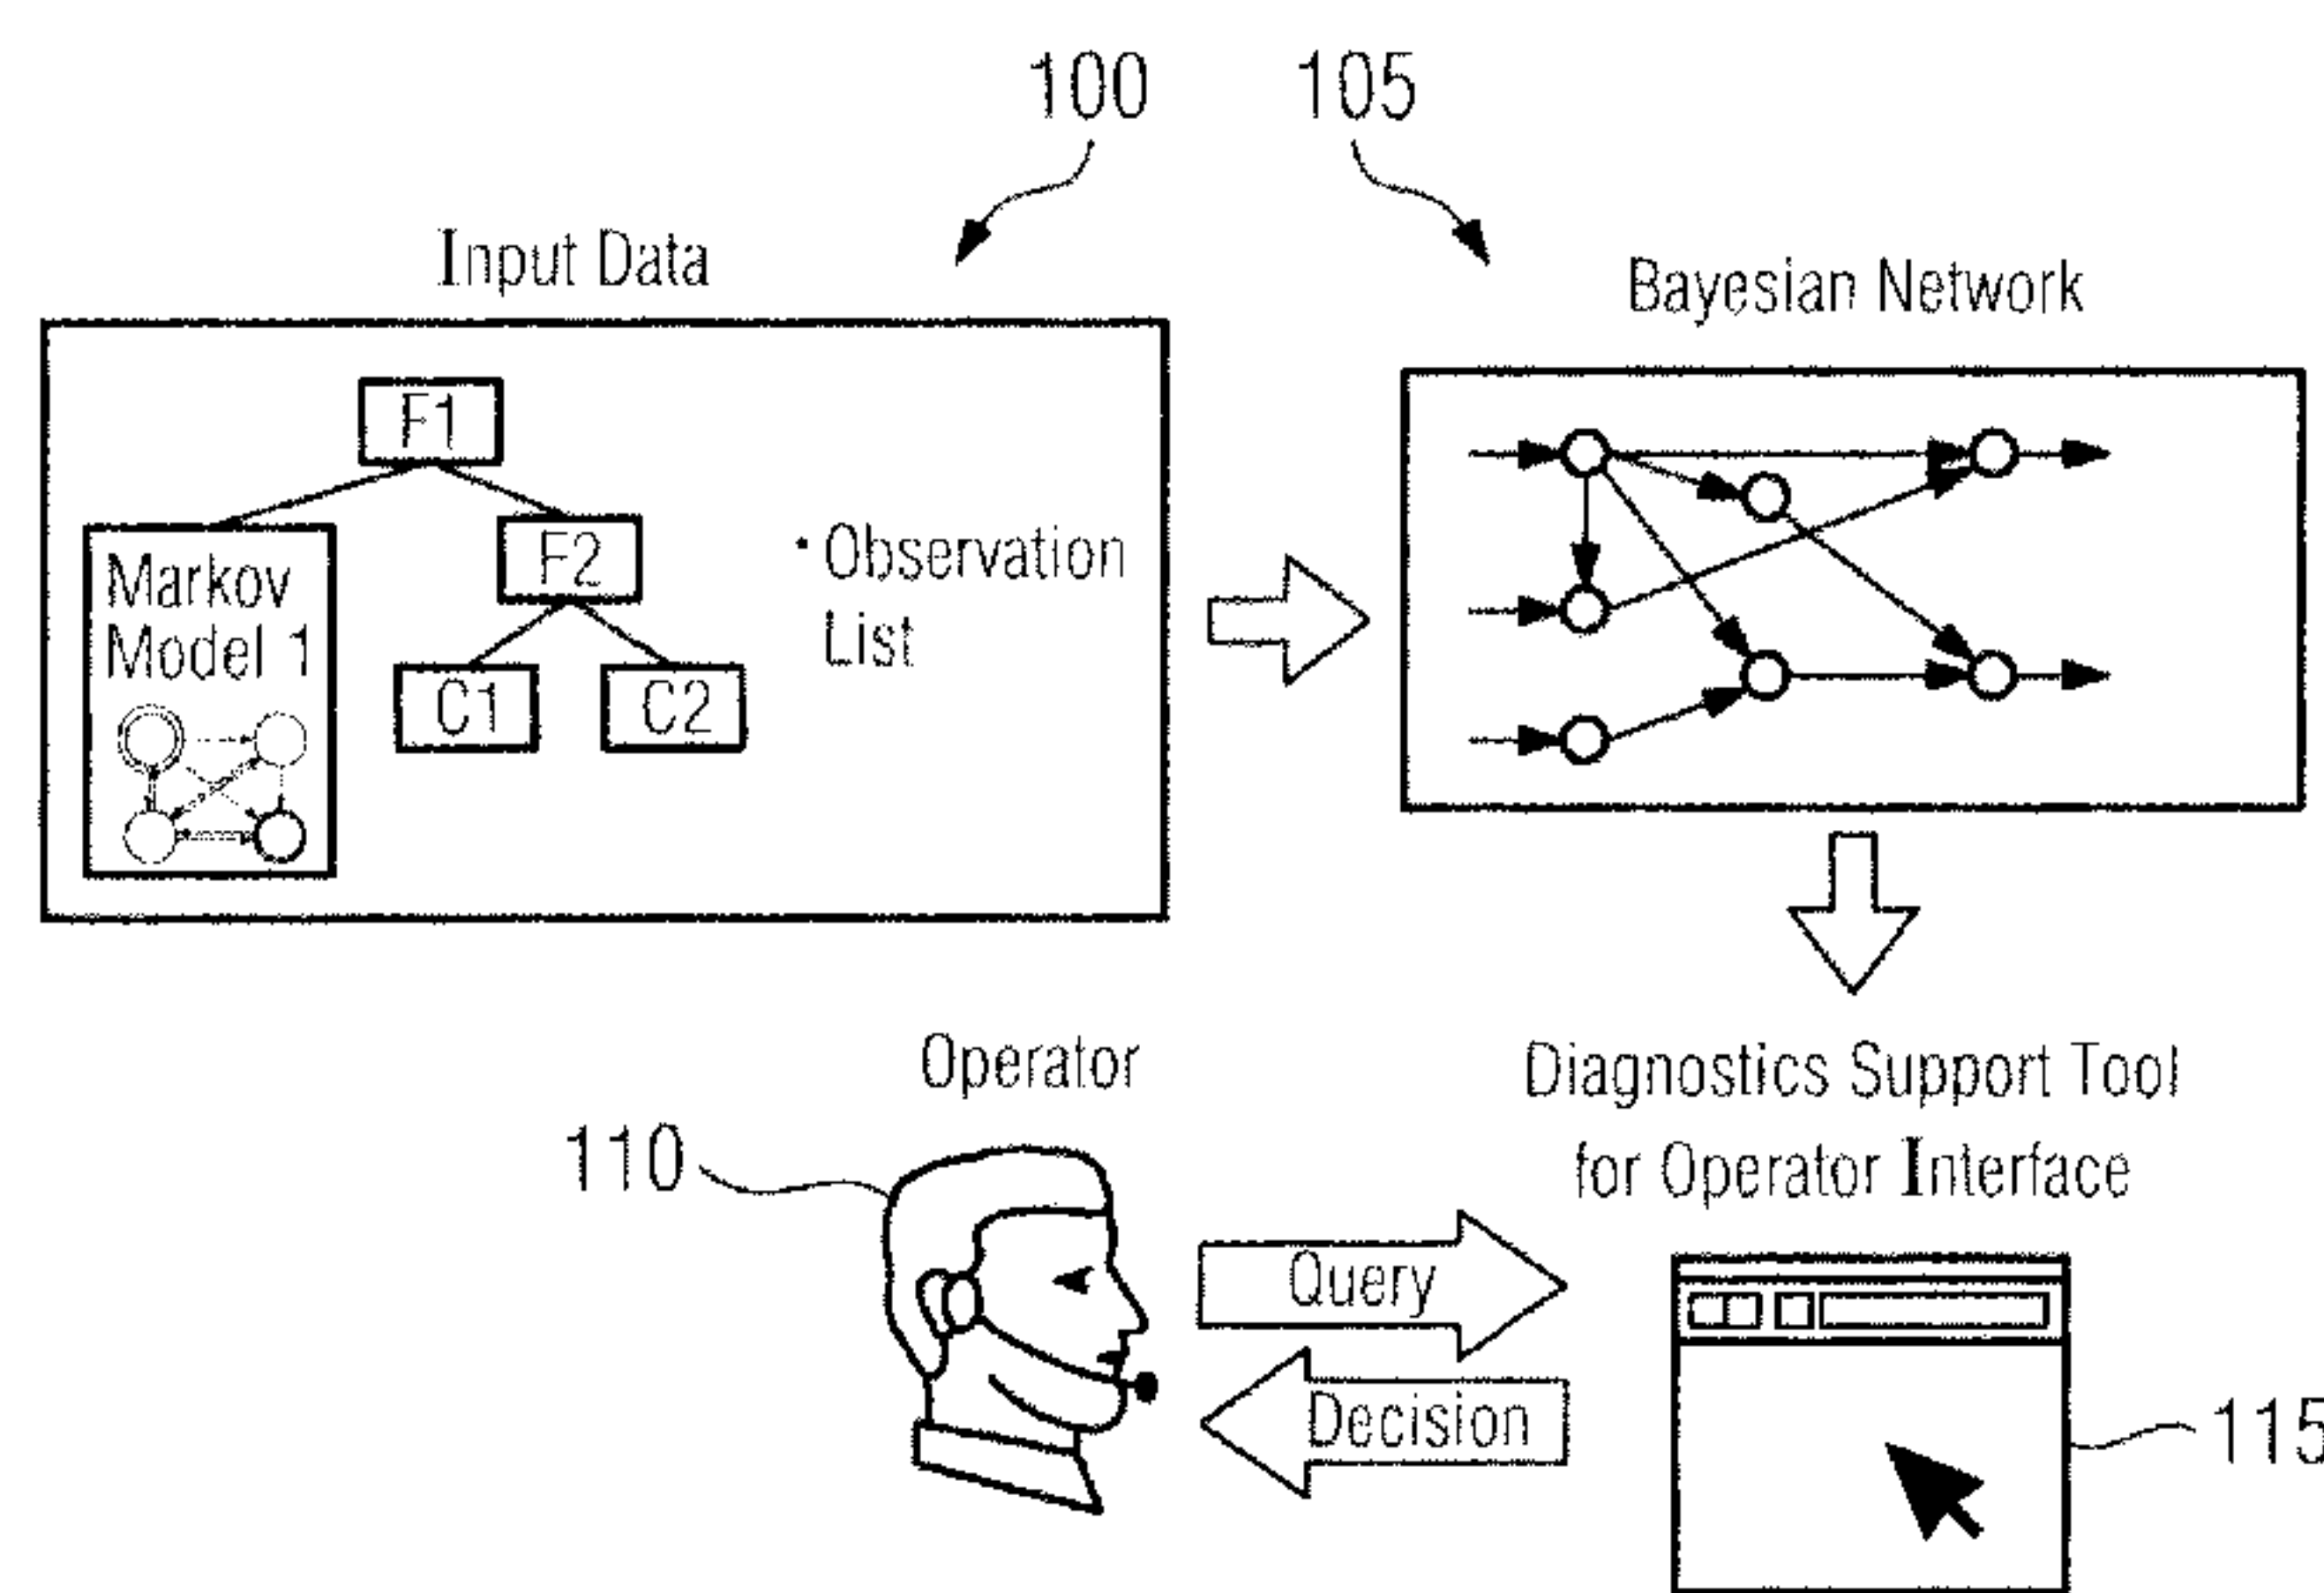 100
105
Input Data
Bayesian Network
F1
F2
Markov
Model 1
• Observation
List
C1
C2
Operator
Diagnostics Support Tool
for Operator Interface
110
Query
Decision
115